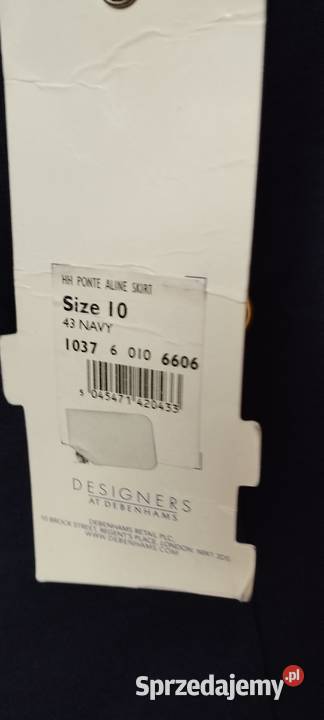 HH PONTE ALINE SKIRT
Size 10
43 NAVY
1037 6 010 6606
5 045471 420433
DESIGNERS
AT DEBENHAMS
DEBENHAMS RETAIL PLC,
10 BROCK STREET, REGENT'S PLACE, LONDON. NW1 3DS.
WWW.DEBENHAMS.COM
Sprzedajemy.pl